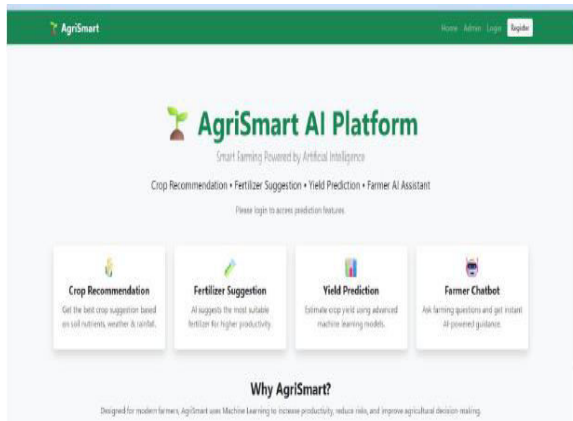 AgriSmart
Home Admin Login Register
AgriSmart AI Platform
Smart Farming Powered by Artificial Intelligence
Crop Recommendation • Fertilizer Suggestion • Yield Prediction • Farmer AI Assistant
Please login to access prediction features.
Crop Recommendation
Get the best crop suggestion based
on soil nutrients, weather & rainfall.
Fertilizer Suggestion
AI suggests the most suitable
fertilizer for higher productivity.
Yield Prediction
Estimate crop yield using advanced
machine learning models.
Farmer Chatbot
Ask farming questions and get instant
AI-powered guidance.
Why AgriSmart?
Designed for modern farmers, AgriSmart uses Machine Learning to increase productivity, reduce risks, and improve agricultural decision-making.